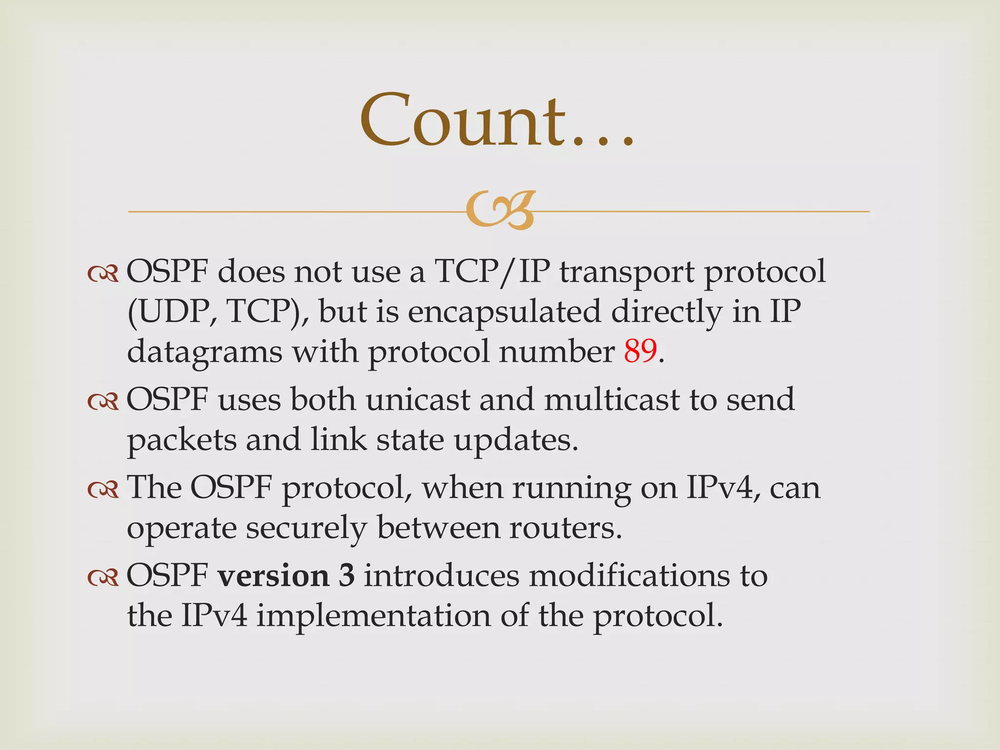 Count…
OSPF does not use a TCP/IP transport protocol
(UDP, TCP), but is encapsulated directly in IP
datagrams with protocol number 89.
OSPF uses both unicast and multicast to send
packets and link state updates.
The OSPF protocol, when running on IPv4, can
operate securely between routers.
OSPF version 3 introduces modifications to
the IPv4 implementation of the protocol.